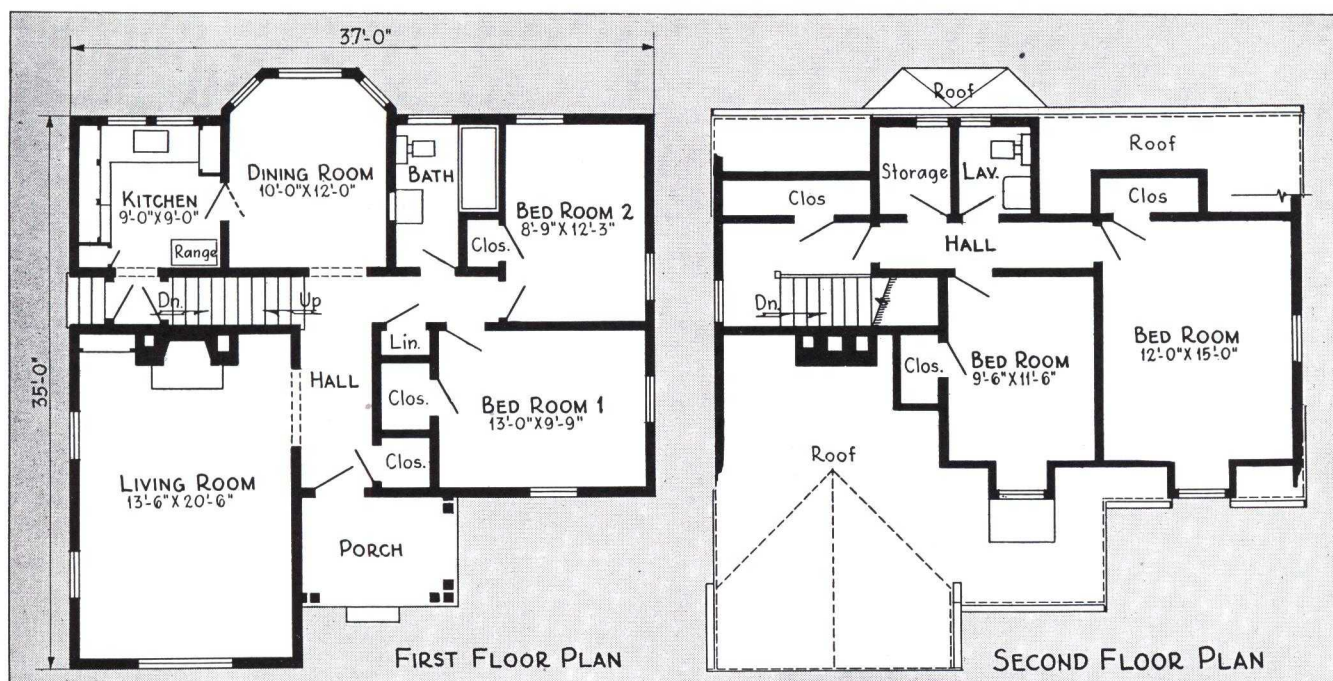 37'-0"
35'-0"
KITCHEN
9'-0"X9'-0"
Range
DINING ROOM
10'-0"X12'-0"
BATH
BED ROOM 2
8'-9"X12'-3"
Clos.
Dn.
Up
Lin.
HALL
Clos.
BED ROOM 1
13'-0"X9'-9"
Clos.
LIVING ROOM
13'-6"X20'-6"
PORCH
FIRST FLOOR PLAN
Roof
Roof
Storage
LAV.
Clos
Clos
HALL
Dn.
BED ROOM
12'-0"X15'-0"
Clos.
BED ROOM
9'-6"X11'-6"
Roof
SECOND FLOOR PLAN